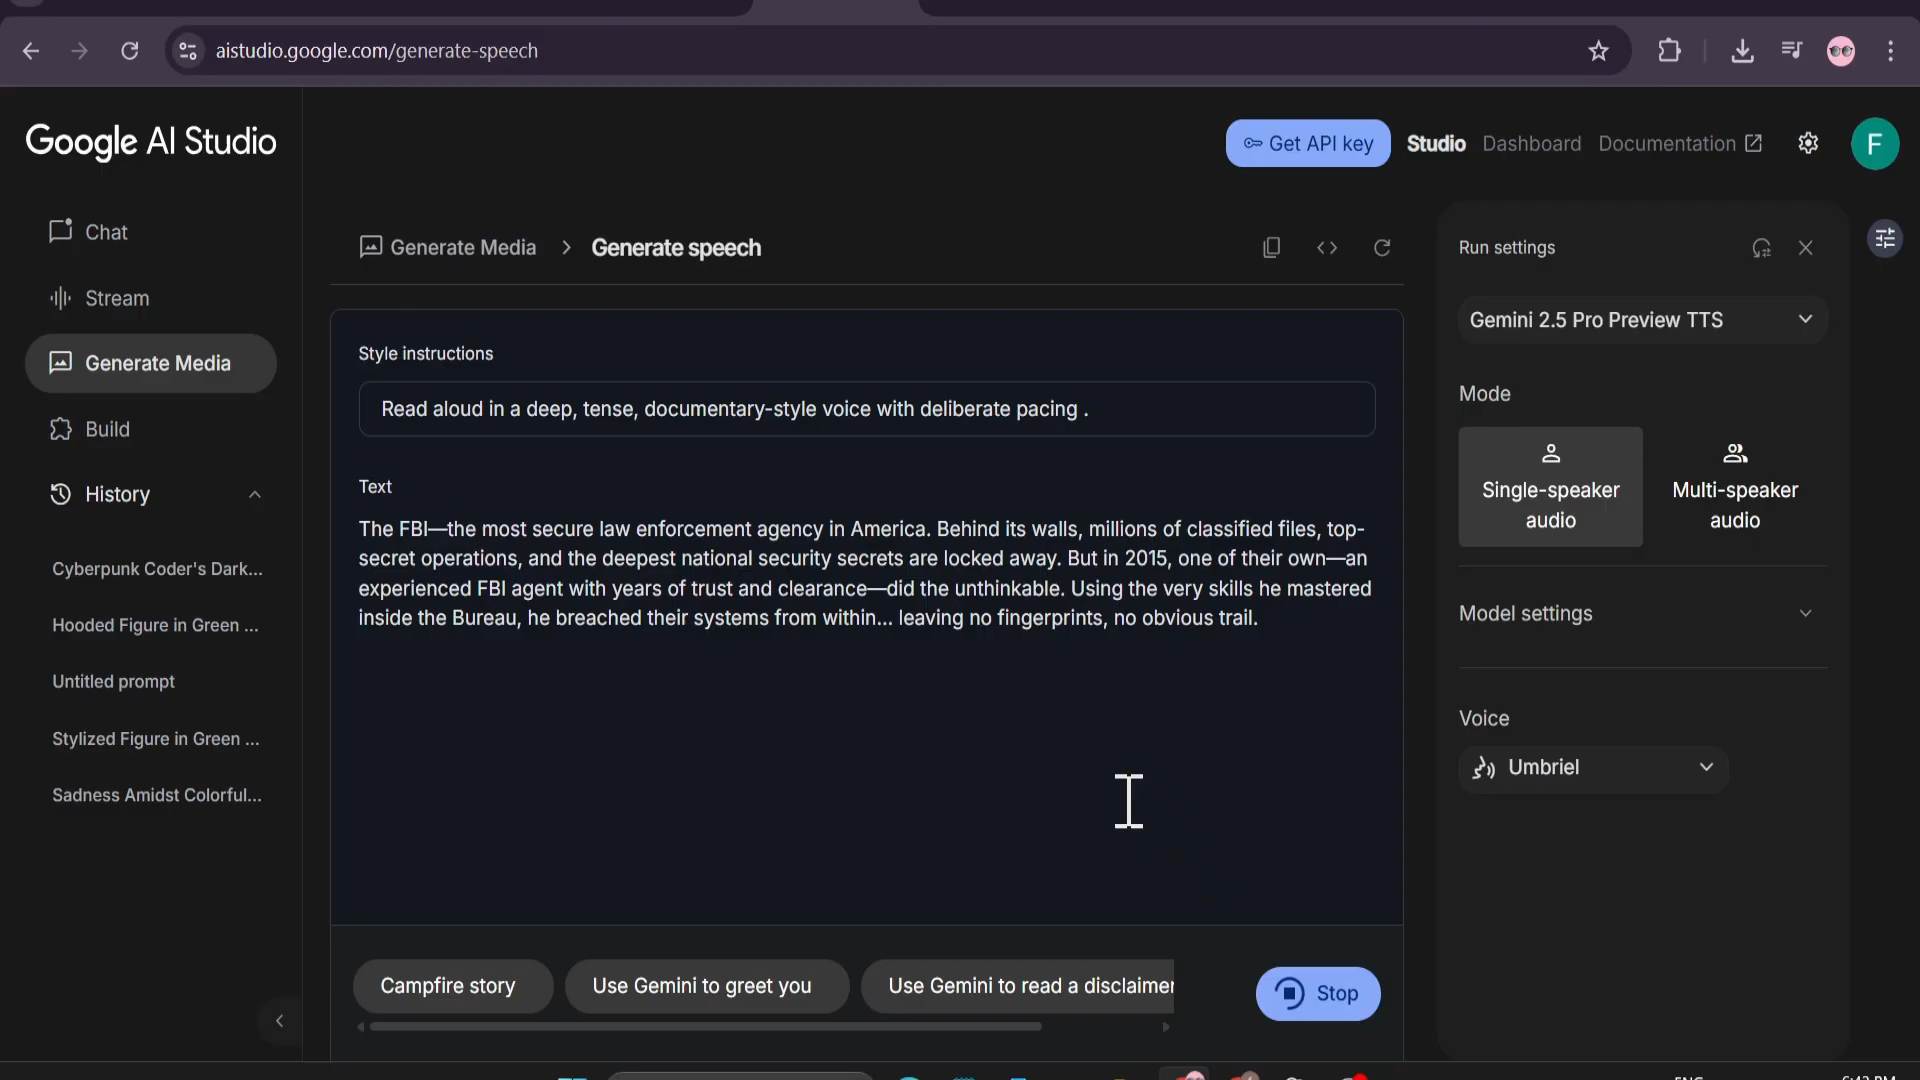 aistudio.google.com/generate-speech
Google AI Studio
Get API key
Studio
Dashboard
Documentation
F
Chat
Stream
Generate Media
Build
History
Cyberpunk Coder's Dark...
Hooded Figure in Green ...
Untitled prompt
Stylized Figure in Green ...
Sadness Amidst Colorful...
Generate Media > Generate speech
Style instructions
Read aloud in a deep, tense, documentary-style voice with deliberate pacing .
Text
The FBI—the most secure law enforcement agency in America. Behind its walls, millions of classified files, top-
secret operations, and the deepest national security secrets are locked away. But in 2015, one of their own—an
experienced FBI agent with years of trust and clearance—did the unthinkable. Using the very skills he mastered
inside the Bureau, he breached their systems from within... leaving no fingerprints, no obvious trail.
Campfire story
Use Gemini to greet you
Use Gemini to read a disclaimer
Stop
Run settings
Gemini 2.5 Pro Preview TTS
Mode
Single-speaker
audio
Multi-speaker
audio
Model settings
Voice
Umbriel